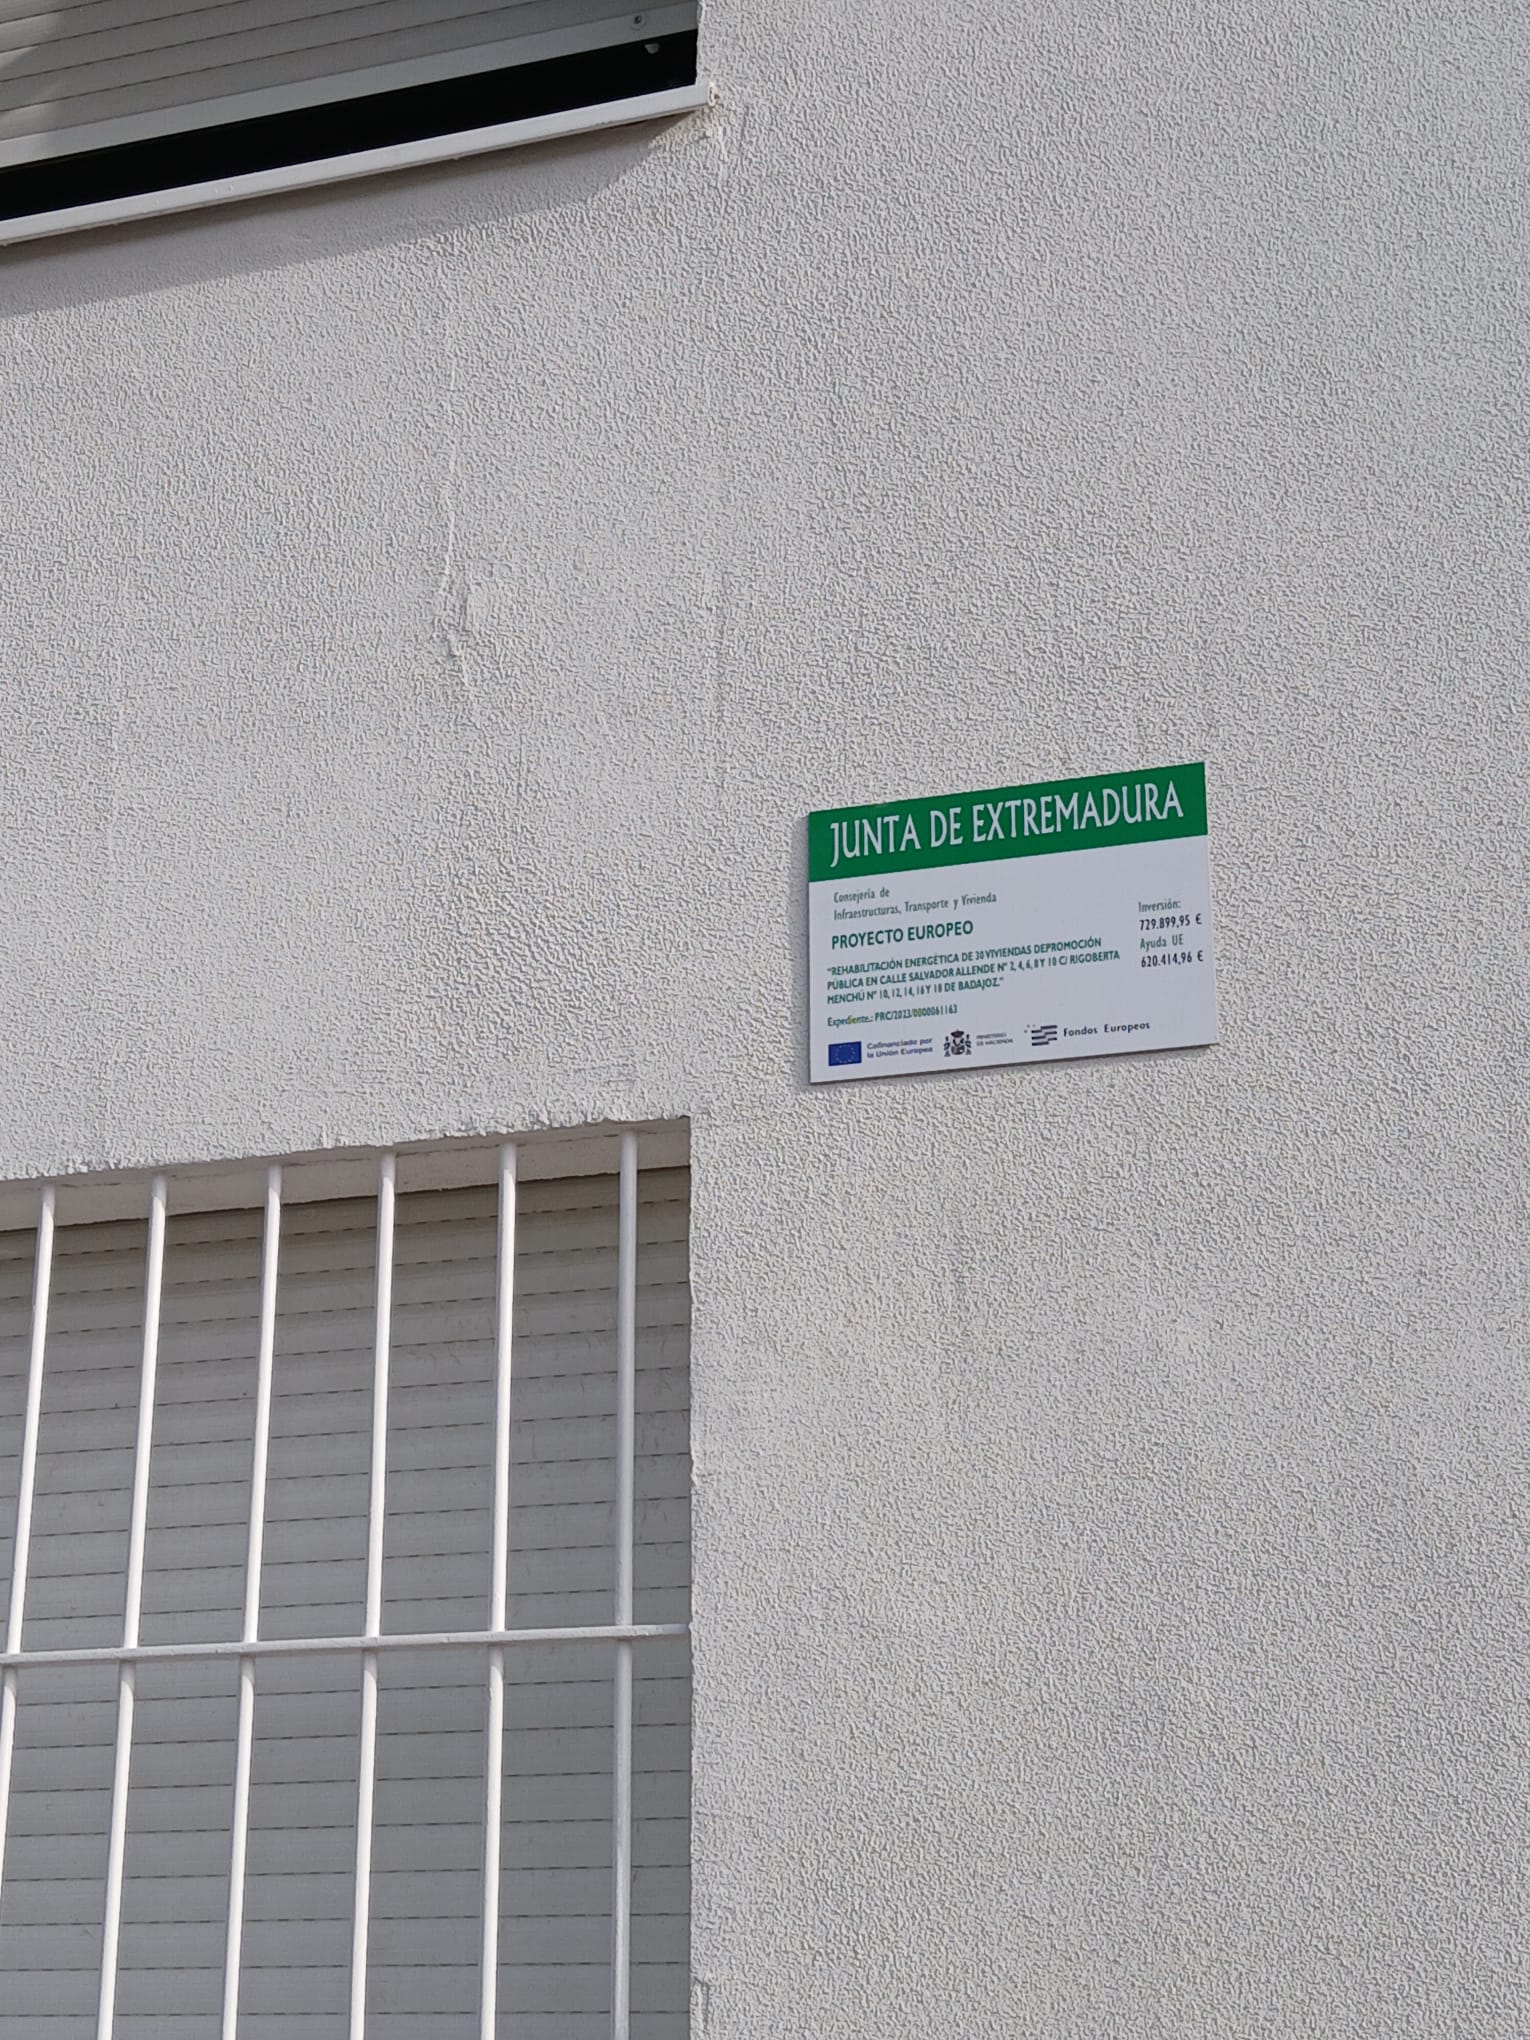 JUNTA DE EXTREMADURA
Consejería de
Infraestructuras, Transporte y Vivienda
PROYECTO EUROPEO
"REHABILITACIÓN ENERGÉTICA DE 30 VIVIENDAS DEPROMOCIÓN
PÚBLICA EN CALLE SALVADOR ALLENDE Nº 2, 4, 6, 8 Y 10 C/ RIGOBERTA
MENCHÚ Nº 10, 12, 14, 16 Y 18 DE BADAJOZ."
Expediente.: PRC/2023/0000061163
Inversión:
729.899,95 €
Ayuda UE
620.414,96 €
Cofinanciado por
la Unión Europea
MINISTERIO
DE HACIENDA
Fondos Europeos